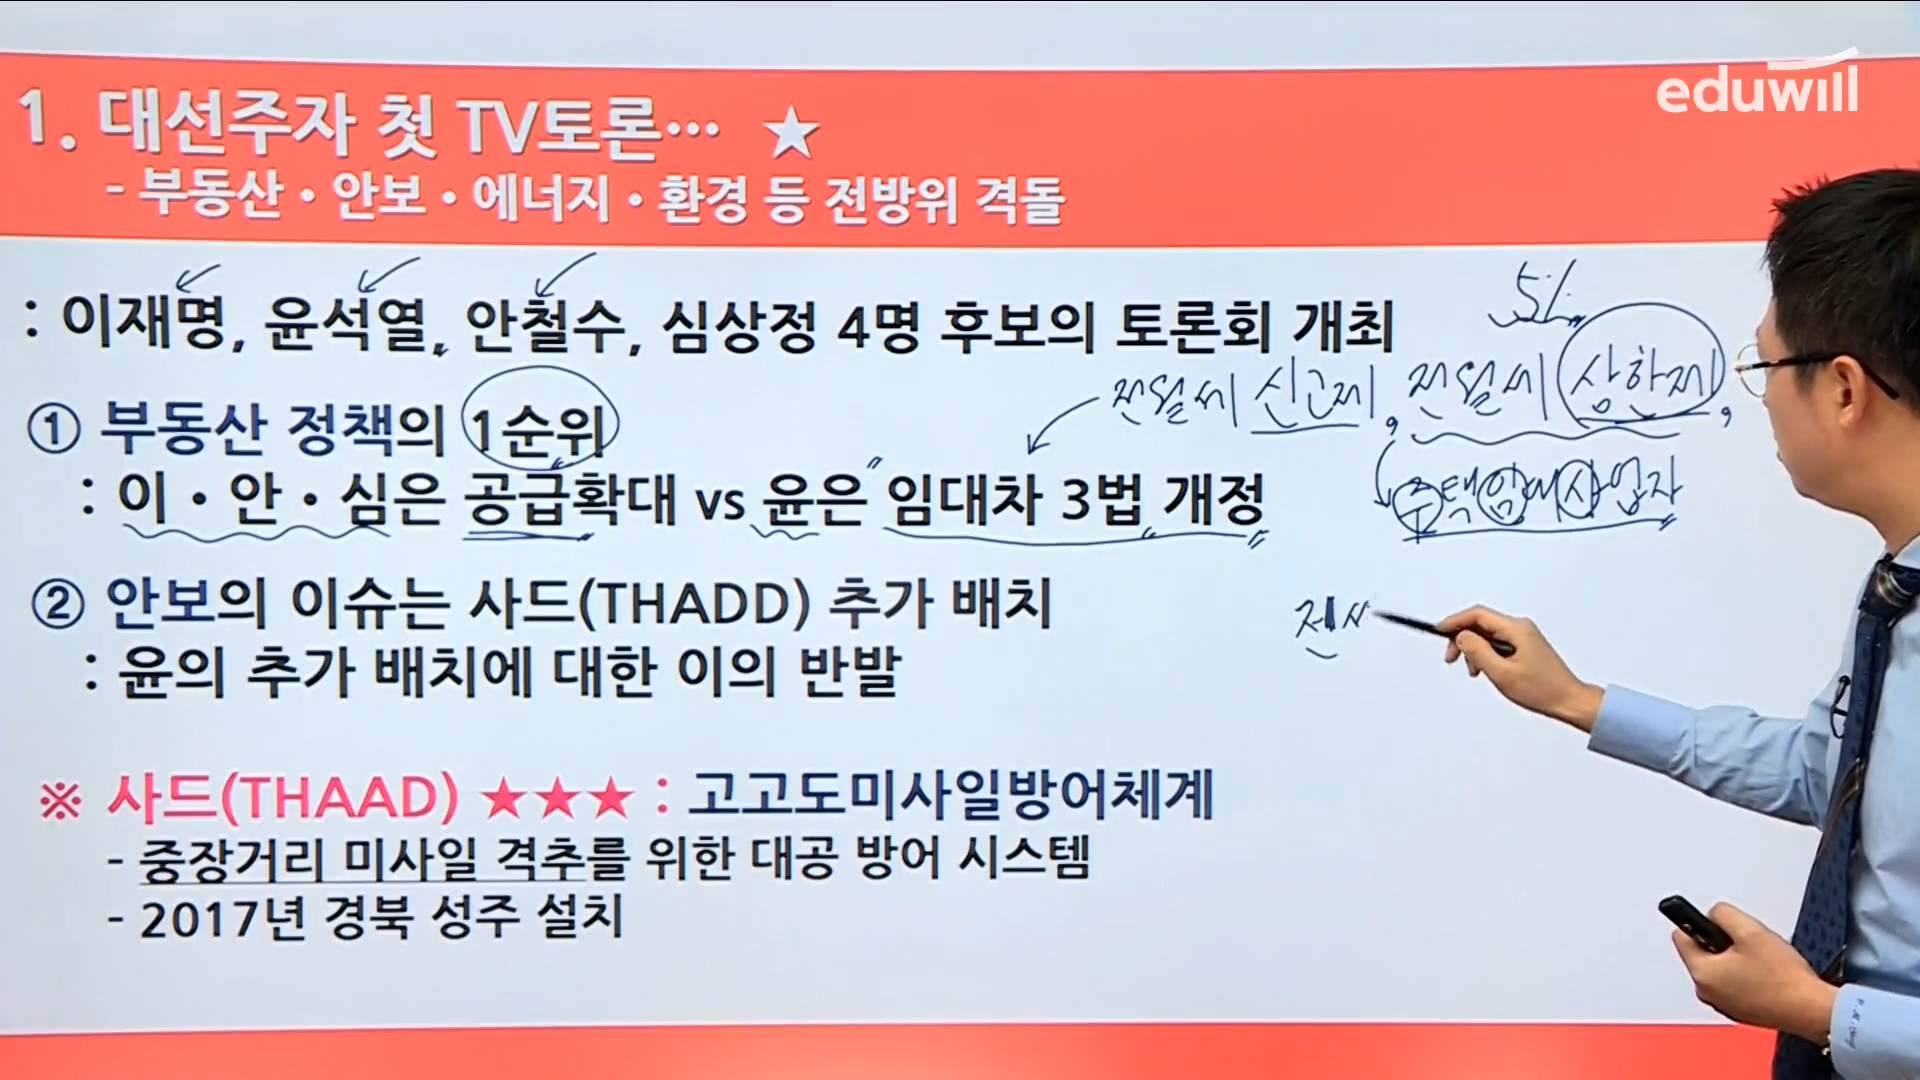 eduwill
1. 대선주자 첫 TV토론… ★
- 부동산・안보・에너지・환경 등 전방위 격돌
: 이재명, 윤석열, 안철수, 심상정 4명 후보의 토론회 개최
5%
전월세 신고제, 전월세 상한제,
① 부동산 정책의 1순위
: 이・안・심은 공급확대 vs 윤은 "임대차 3법 개정"
주택임대사업자
② 안보의 이슈는 사드(THADD) 추가 배치
: 윤의 추가 배치에 대한 이의 반발
※ 사드(THAAD) ★★★ : 고고도미사일방어체계
- 중장거리 미사일 격추를 위한 대공 방어 시스템
- 2017년 경북 성주 설치